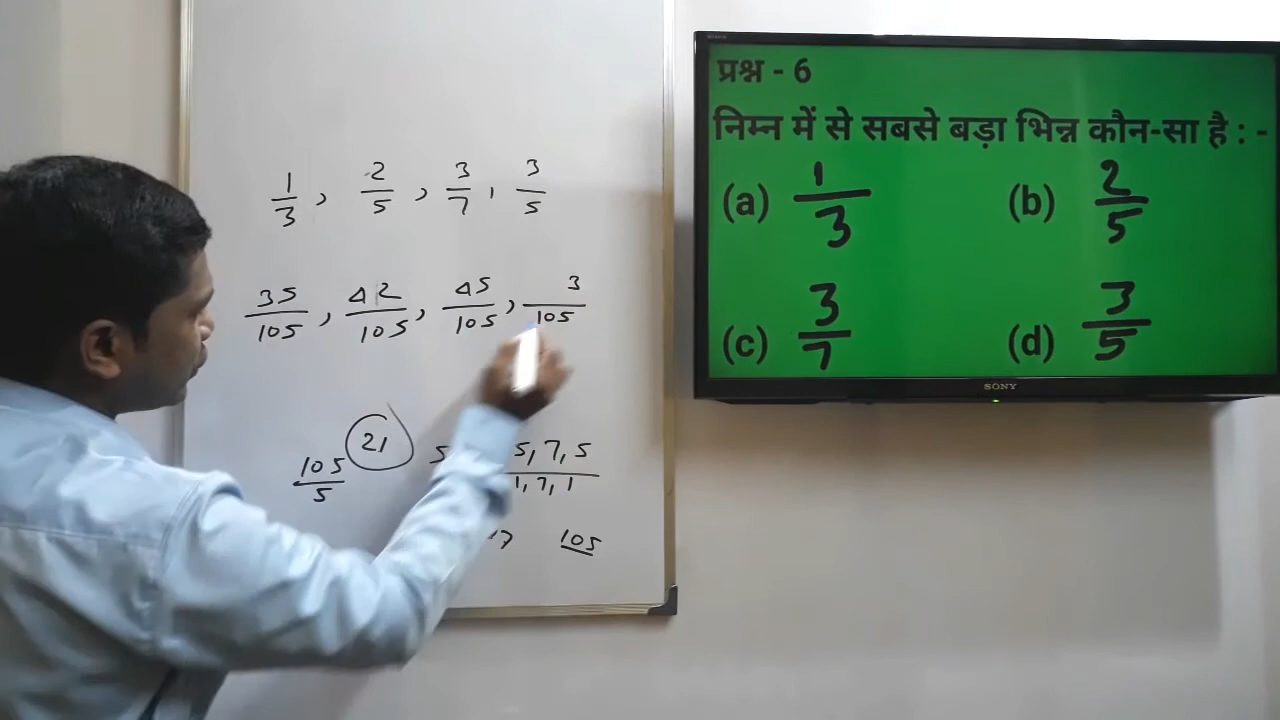 1/3, 2/5, 3/7, 3/5
35/105, 42/105, 45/105, 3/105
105/5 21
5 5, 7, 5
1, 7, 1
7 105
प्रश्न - 6
निम्न में से सबसे बड़ा भिन्न कौन-सा है : -
(a) 1/3 (b) 2/5
(c) 3/7 (d) 3/5
SONY